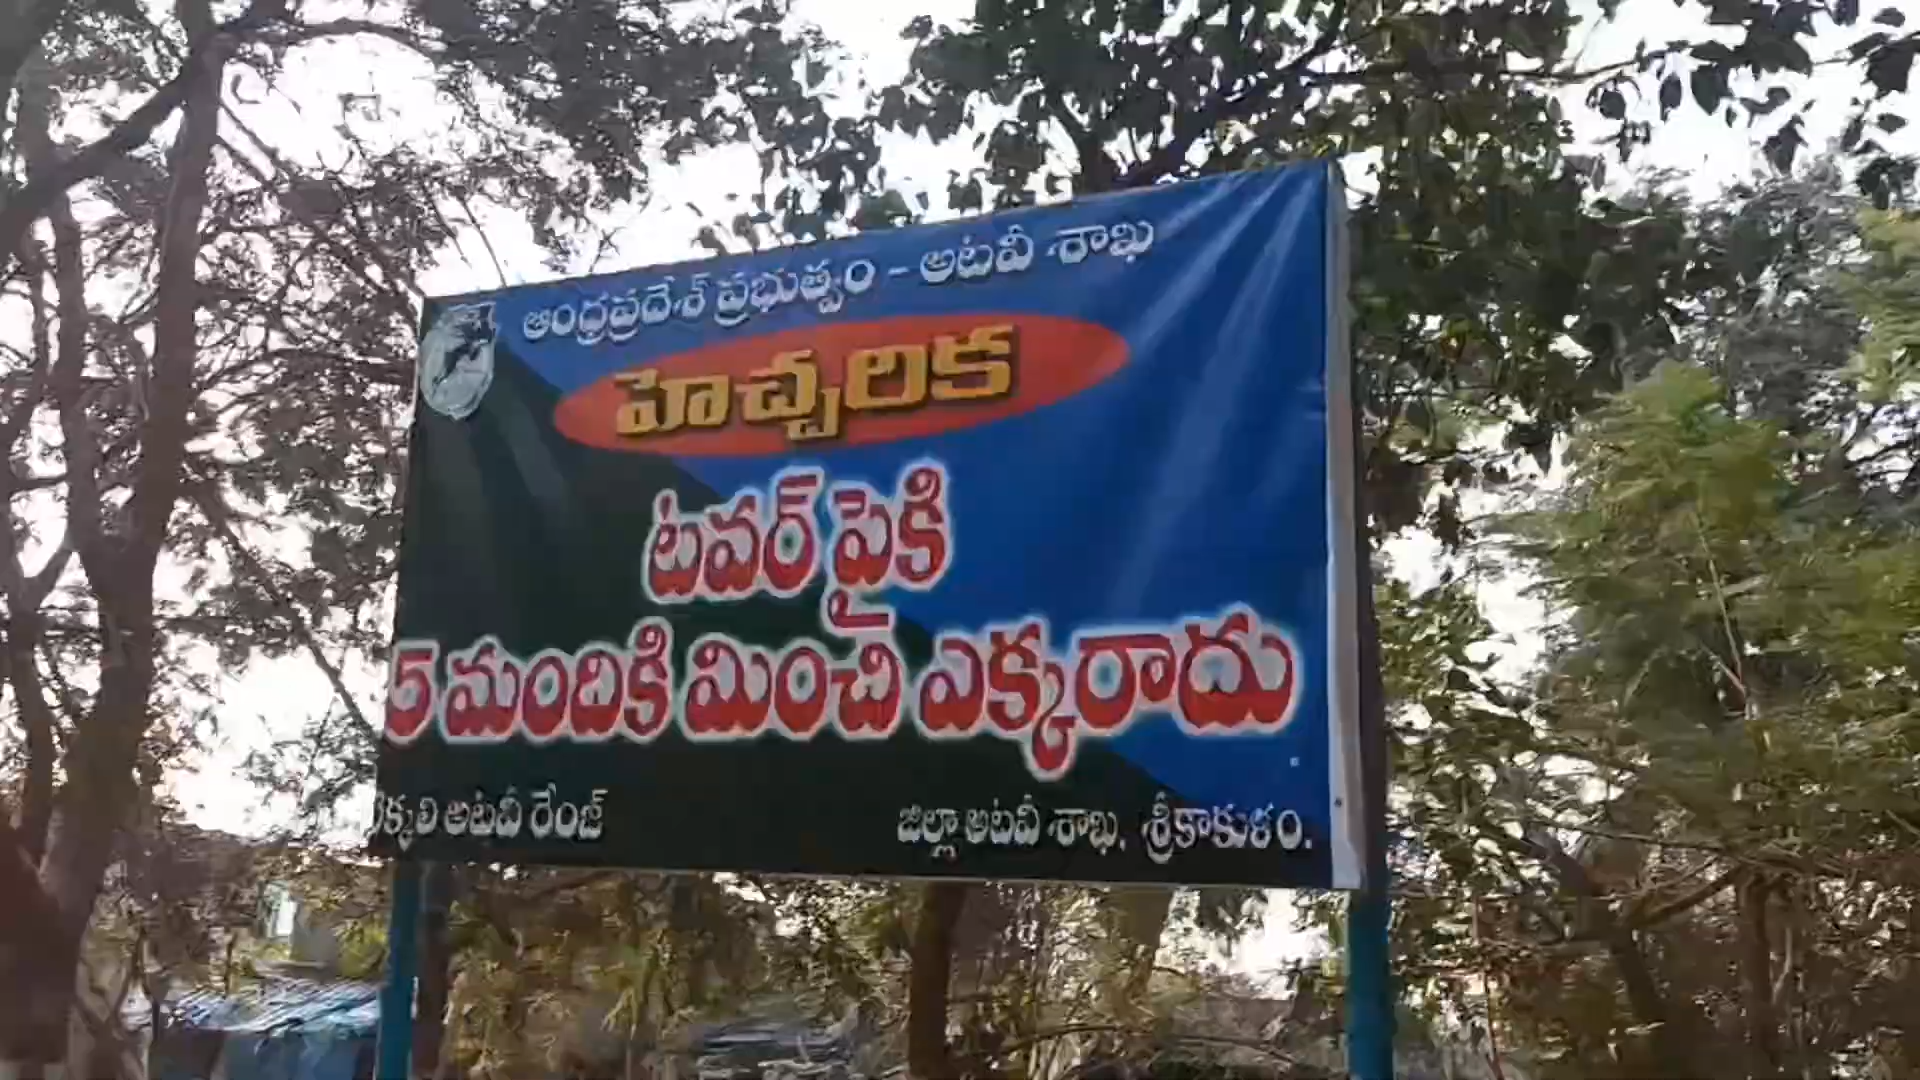 ఆంధ్రప్రదేశ్ ప్రభుత్వం - అటవీ శాఖ
హెచ్చరిక
టవర్ పైకి
5 మందికి మించి ఎక్కరాదు
అటవీ రేంజ్
జిల్లా అటవీ శాఖ, శ్రీకాకుళం.